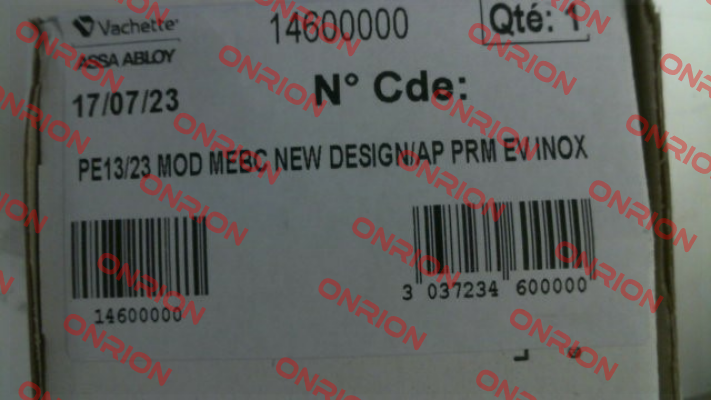 Vachette 14600000 Qté: 1
ASSA ABLOY
17/07/23 N° Cde:
PE13/23 MOD MEBC NEW DESIGN/AP PRM EV INOX
14600000
3 037234 600000
ONRION